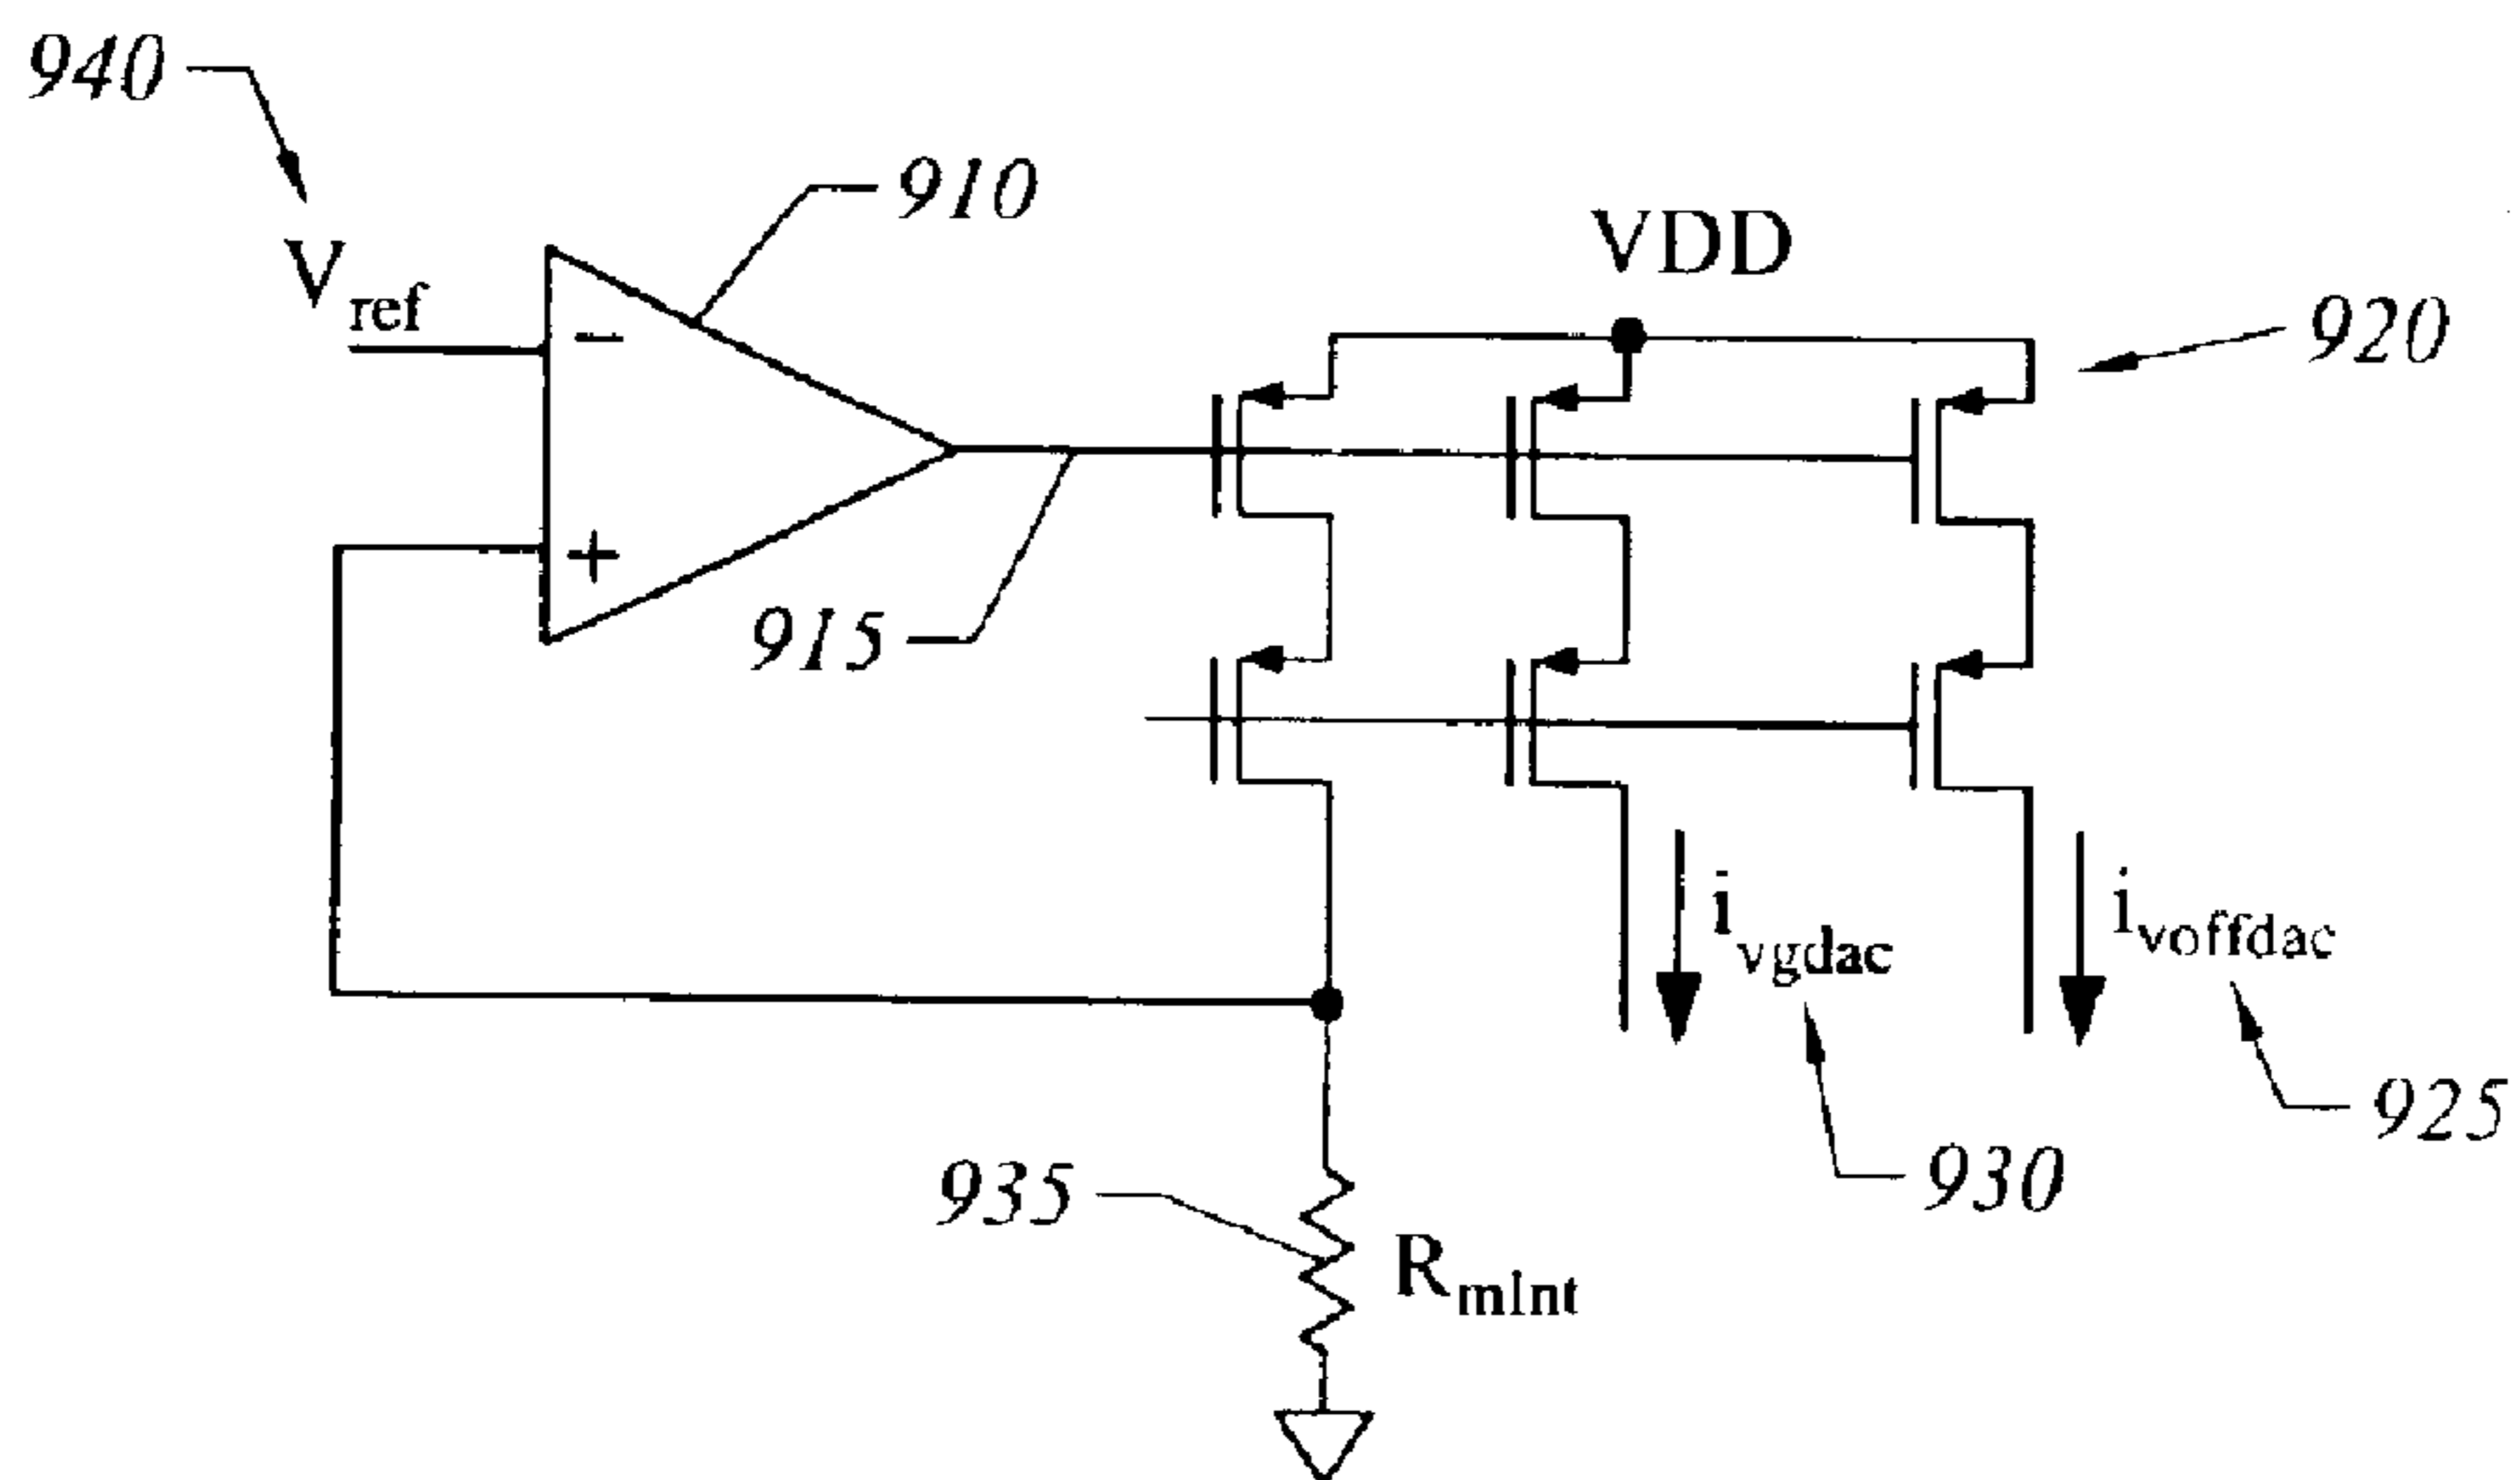 940
910
V_ref
VDD
920
−
+
915
i_vgdac
i_voffdac
925
930
935
R_mInt